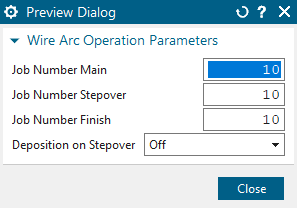 Preview Dialog
Wire Arc Operation Parameters
Job Number Main 10
Job Number Stepover 10
Job Number Finish 10
Deposition on Stepover Off
Close